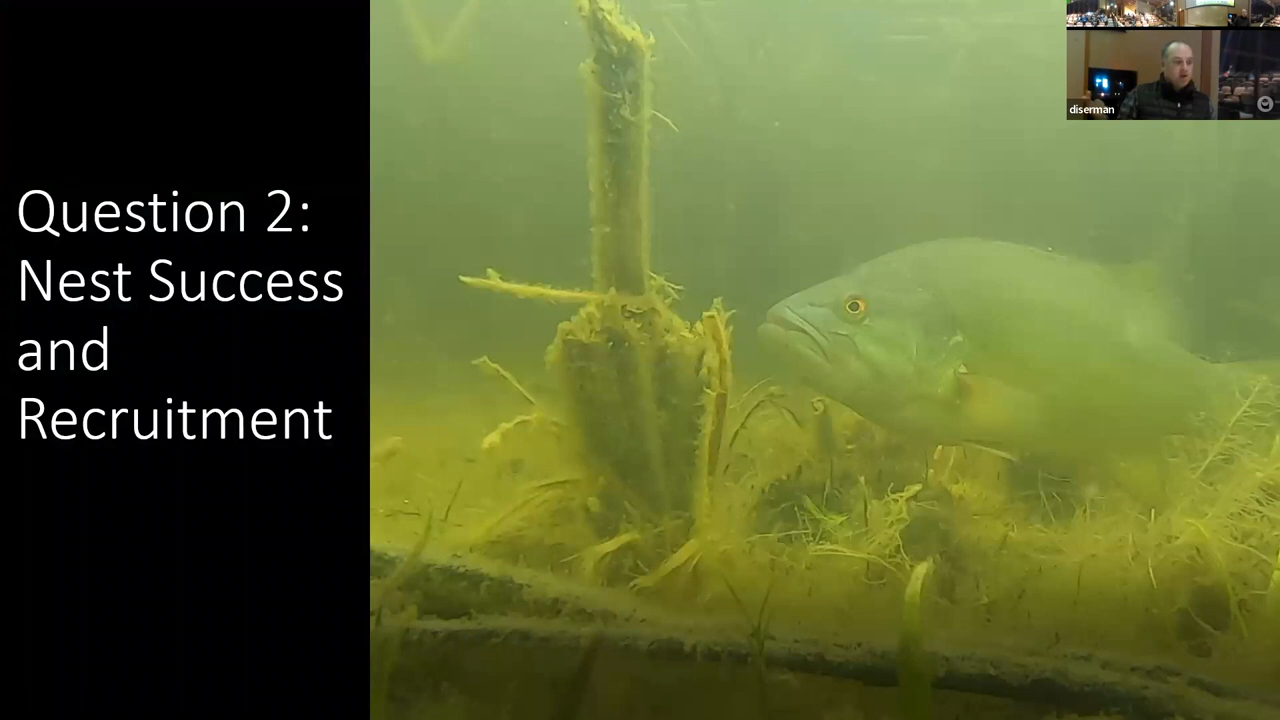 Question 2:
Nest Success
and
Recruitment
diserman